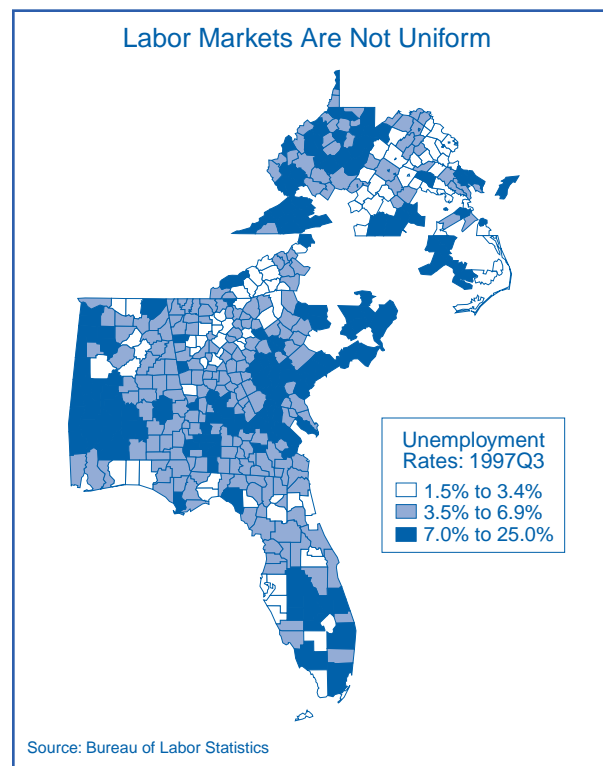 Labor Markets Are Not Uniform
Unemployment
Rates: 1997Q3
1.5% to 3.4%
3.5% to 6.9%
7.0% to 25.0%
Source: Bureau of Labor Statistics